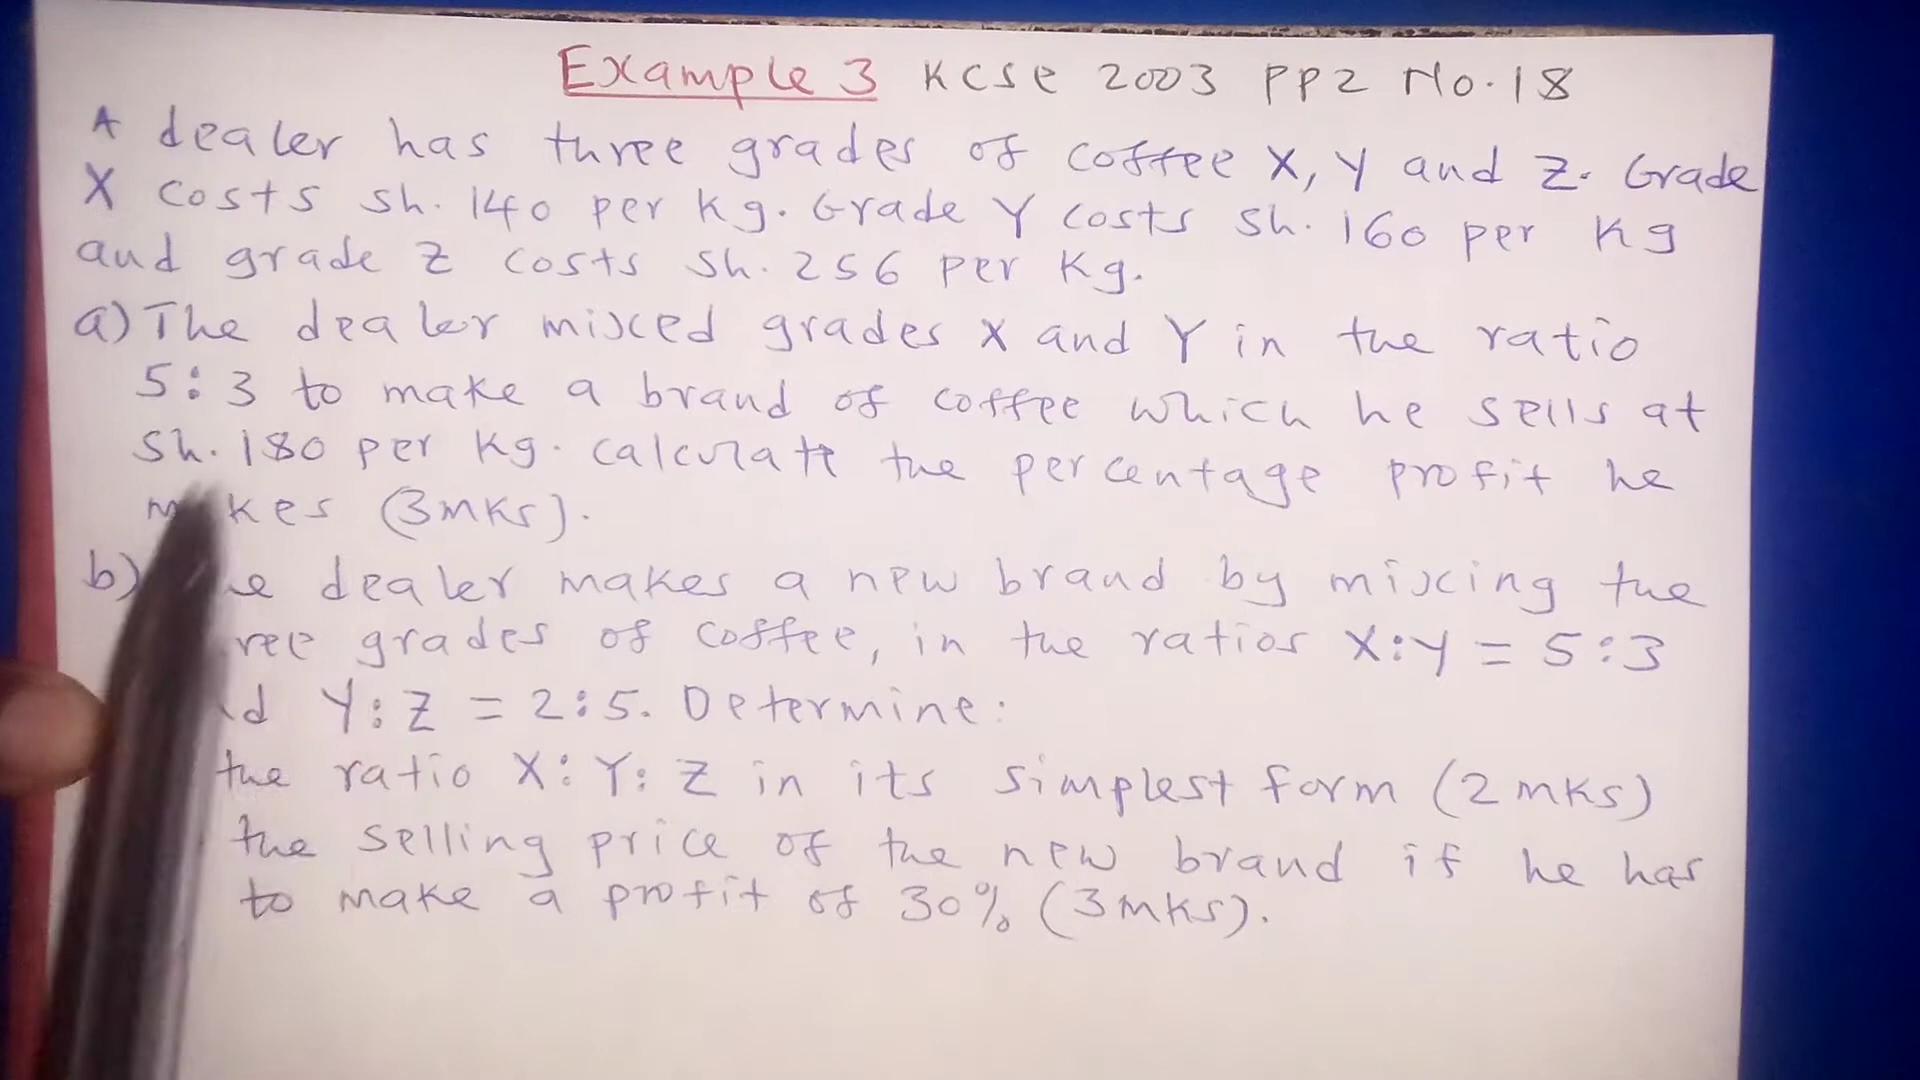 Example 3 KCSE 2003 PP2 No.18
A dealer has three grades of coffee X, Y and Z. Grade
X costs sh. 140 per kg. Grade Y costs sh. 160 per kg
and grade Z costs sh. 256 per kg.
a) The dealer mixed grades X and Y in the ratio
5:3 to make a brand of coffee which he sells at
sh. 180 per kg. calculate the percentage profit he
(3mks).
b) dealer makes a new brand by mixing the
grades of coffee, in the ratios X:Y = 5:3
Y:Z = 2:5. Determine:
the ratio X:Y:Z in its simplest form (2mks)
the selling price of the new brand if he has
to make a profit of 30% (3mks).